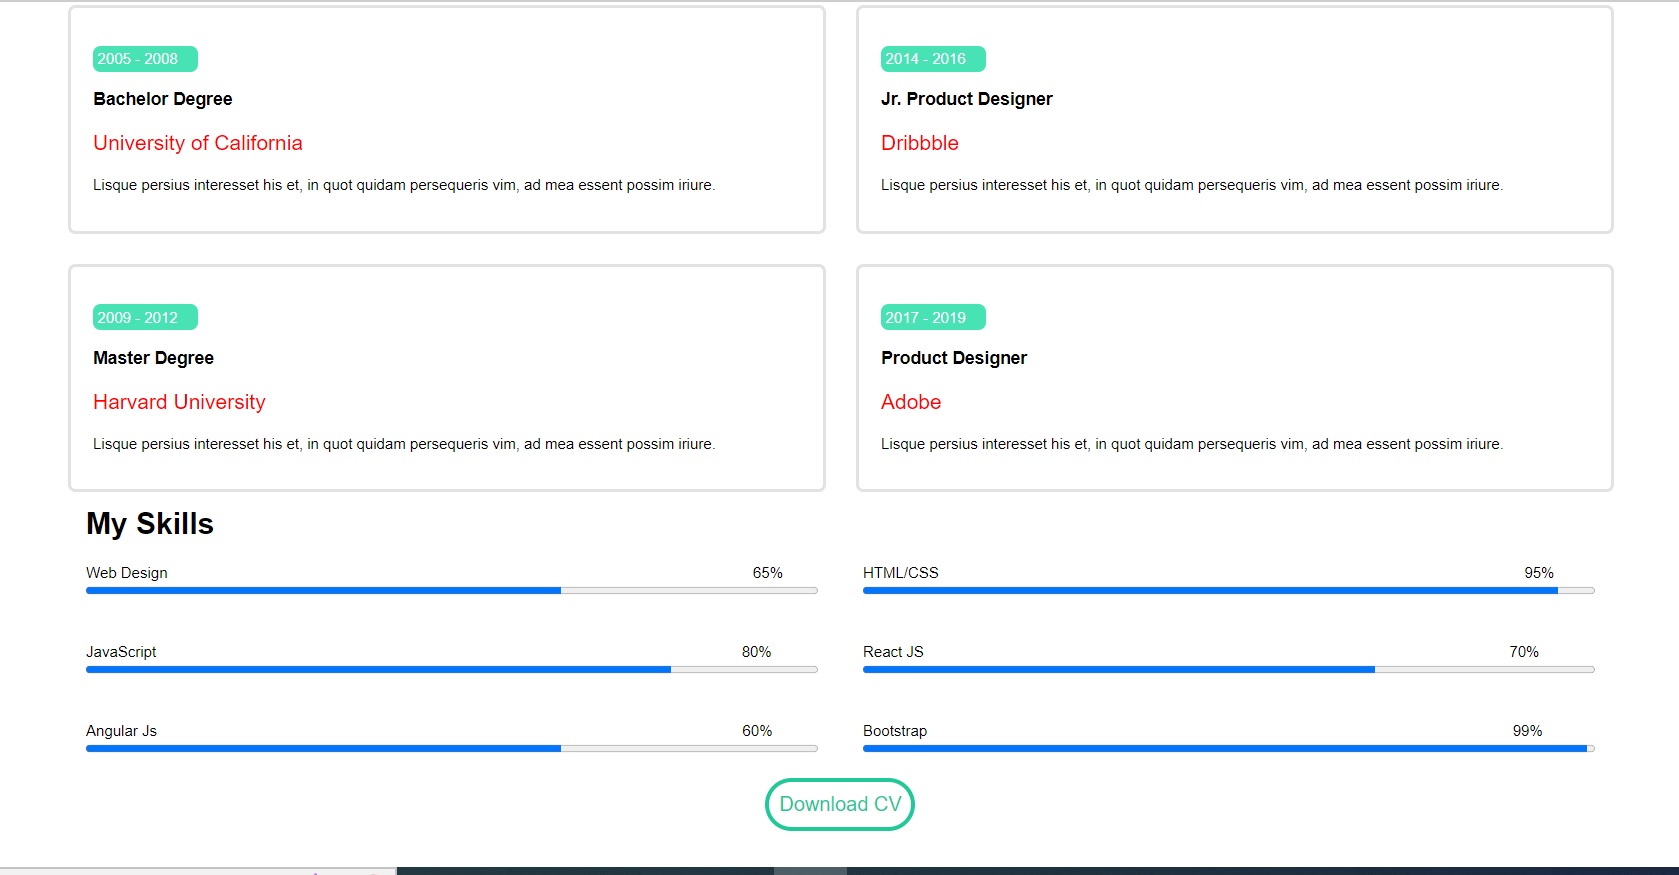 2005 - 2008
Bachelor Degree
University of California
Lisque persius interesset his et, in quot quidam persequeris vim, ad mea essent possim iriure.
2014 - 2016
Jr. Product Designer
Dribbble
Lisque persius interesset his et, in quot quidam persequeris vim, ad mea essent possim iriure.
2009 - 2012
Master Degree
Harvard University
Lisque persius interesset his et, in quot quidam persequeris vim, ad mea essent possim iriure.
2017 - 2019
Product Designer
Adobe
Lisque persius interesset his et, in quot quidam persequeris vim, ad mea essent possim iriure.
My Skills
Web Design 65%
HTML/CSS 95%
JavaScript 80%
React JS 70%
Angular Js 60%
Bootstrap 99%
Download CV